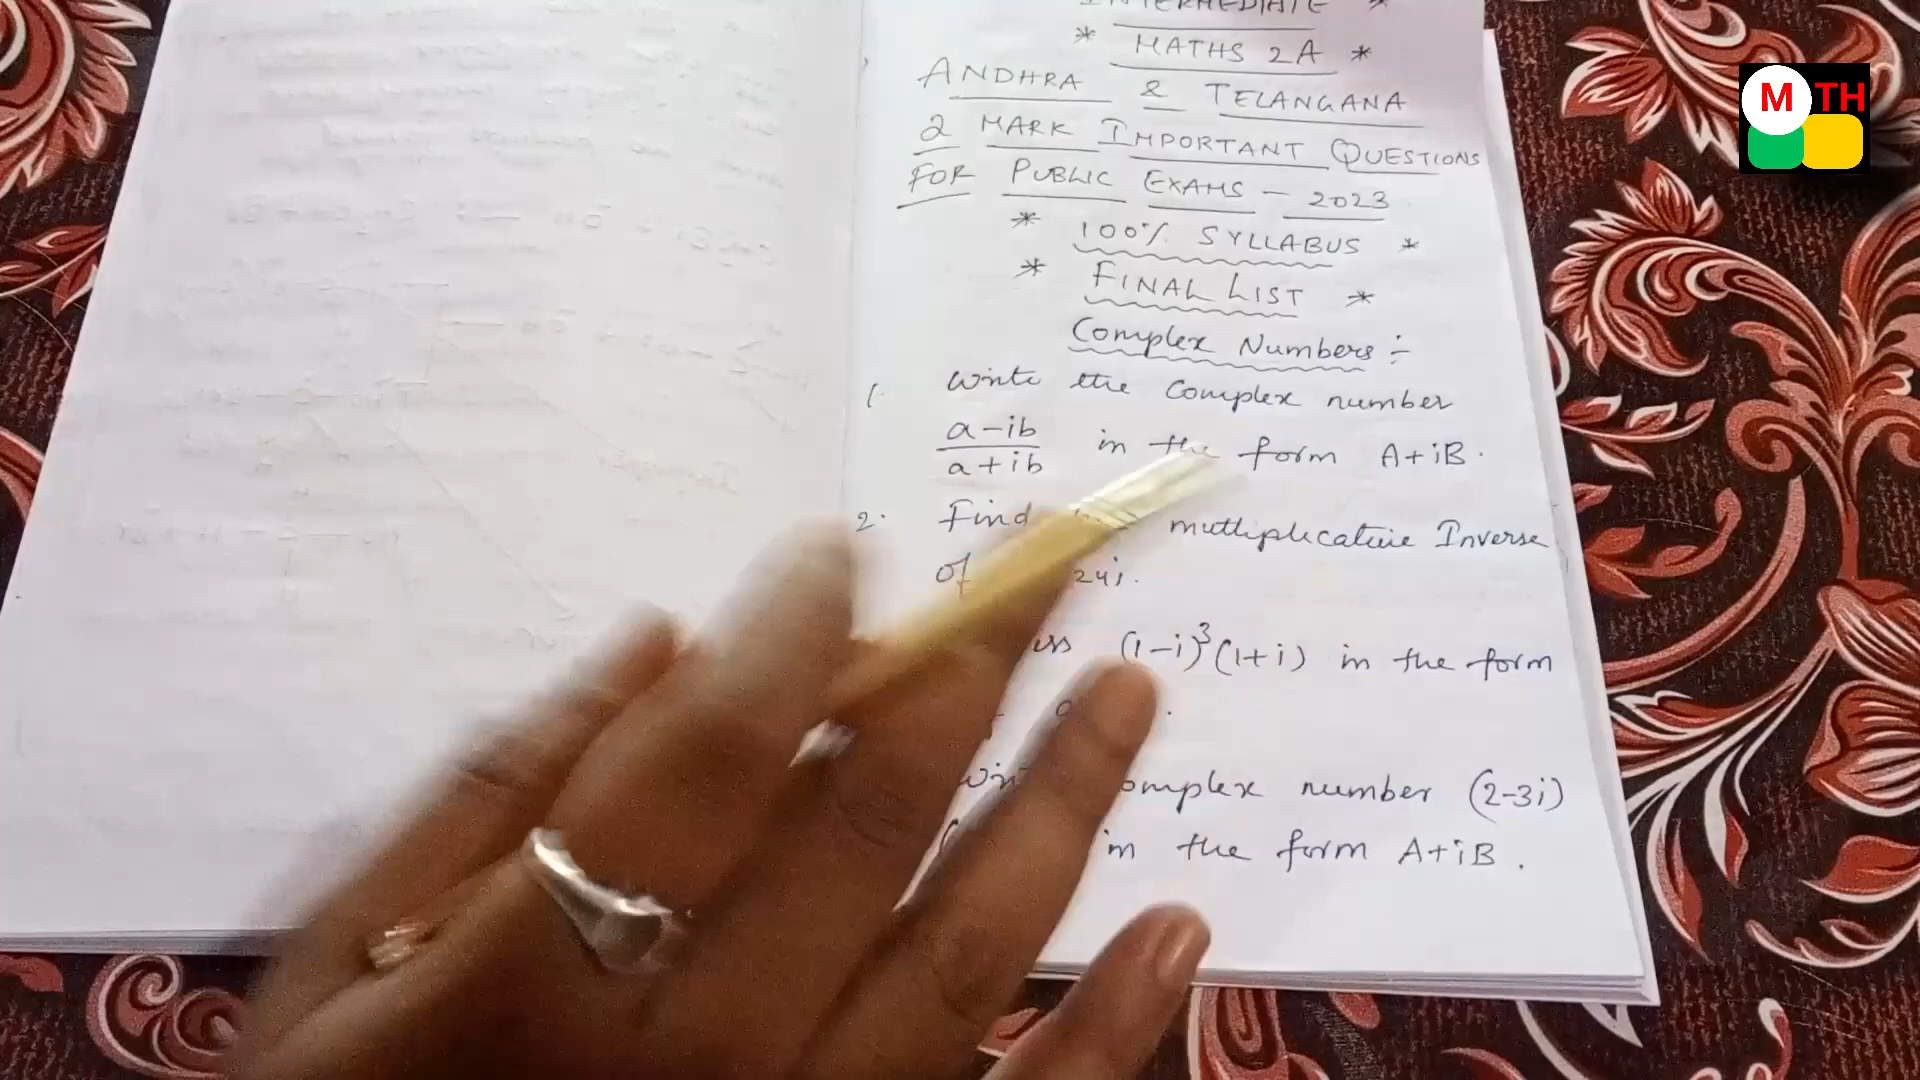 INTERMEDIATE *
* MATHS 2A *
ANDHRA & TELANGANA
2 MARK IMPORTANT QUESTIONS
FOR PUBLIC EXAMS - 2023
* 100% SYLLABUS *
* FINAL LIST *
Complex Numbers :-
1. Write the Complex number
a-ib / a+ib in the form A+iB.
2. Find multiplicative Inverse
of 24i.
(1-i)³(1+i) in the form
complex number (2-3i)
in the form A+iB.
M TH